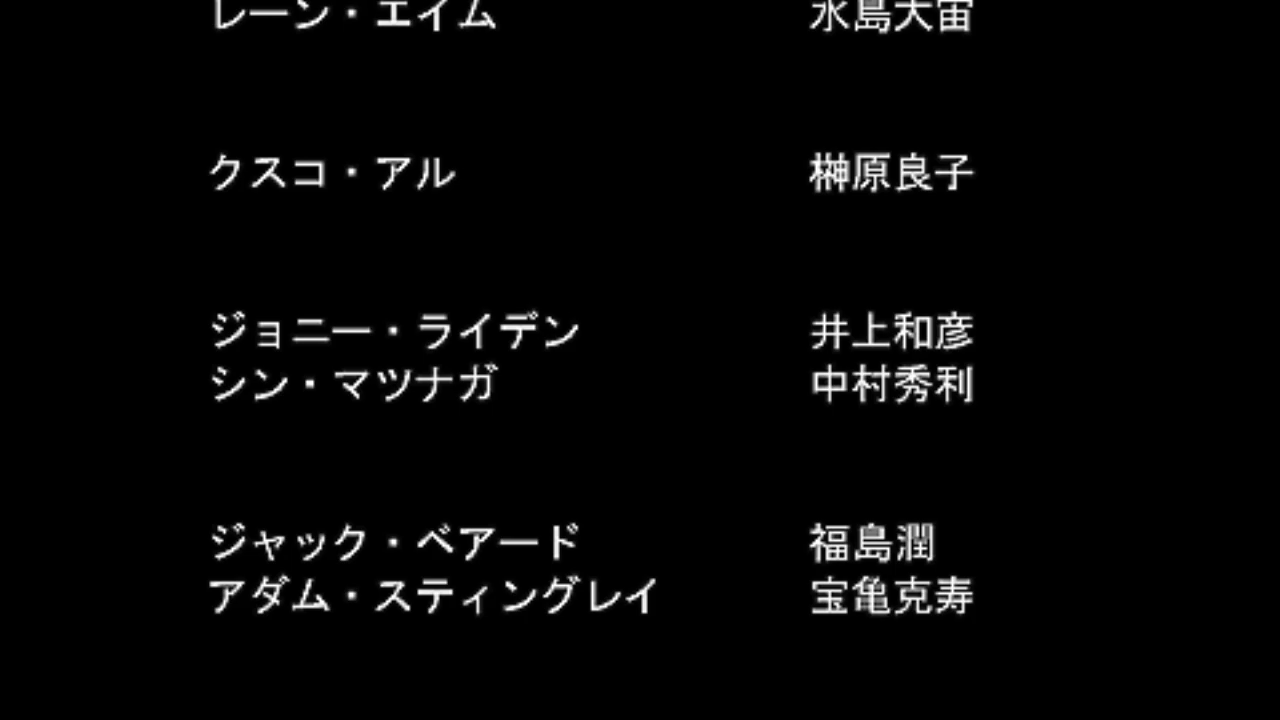 レーン・エイム 水島大宙
クスコ・アル 榊原良子
ジョニー・ライデン 井上和彦
シン・マツナガ 中村秀利
ジャック・ベアード 福島潤
アダム・スティングレイ 宝亀克寿